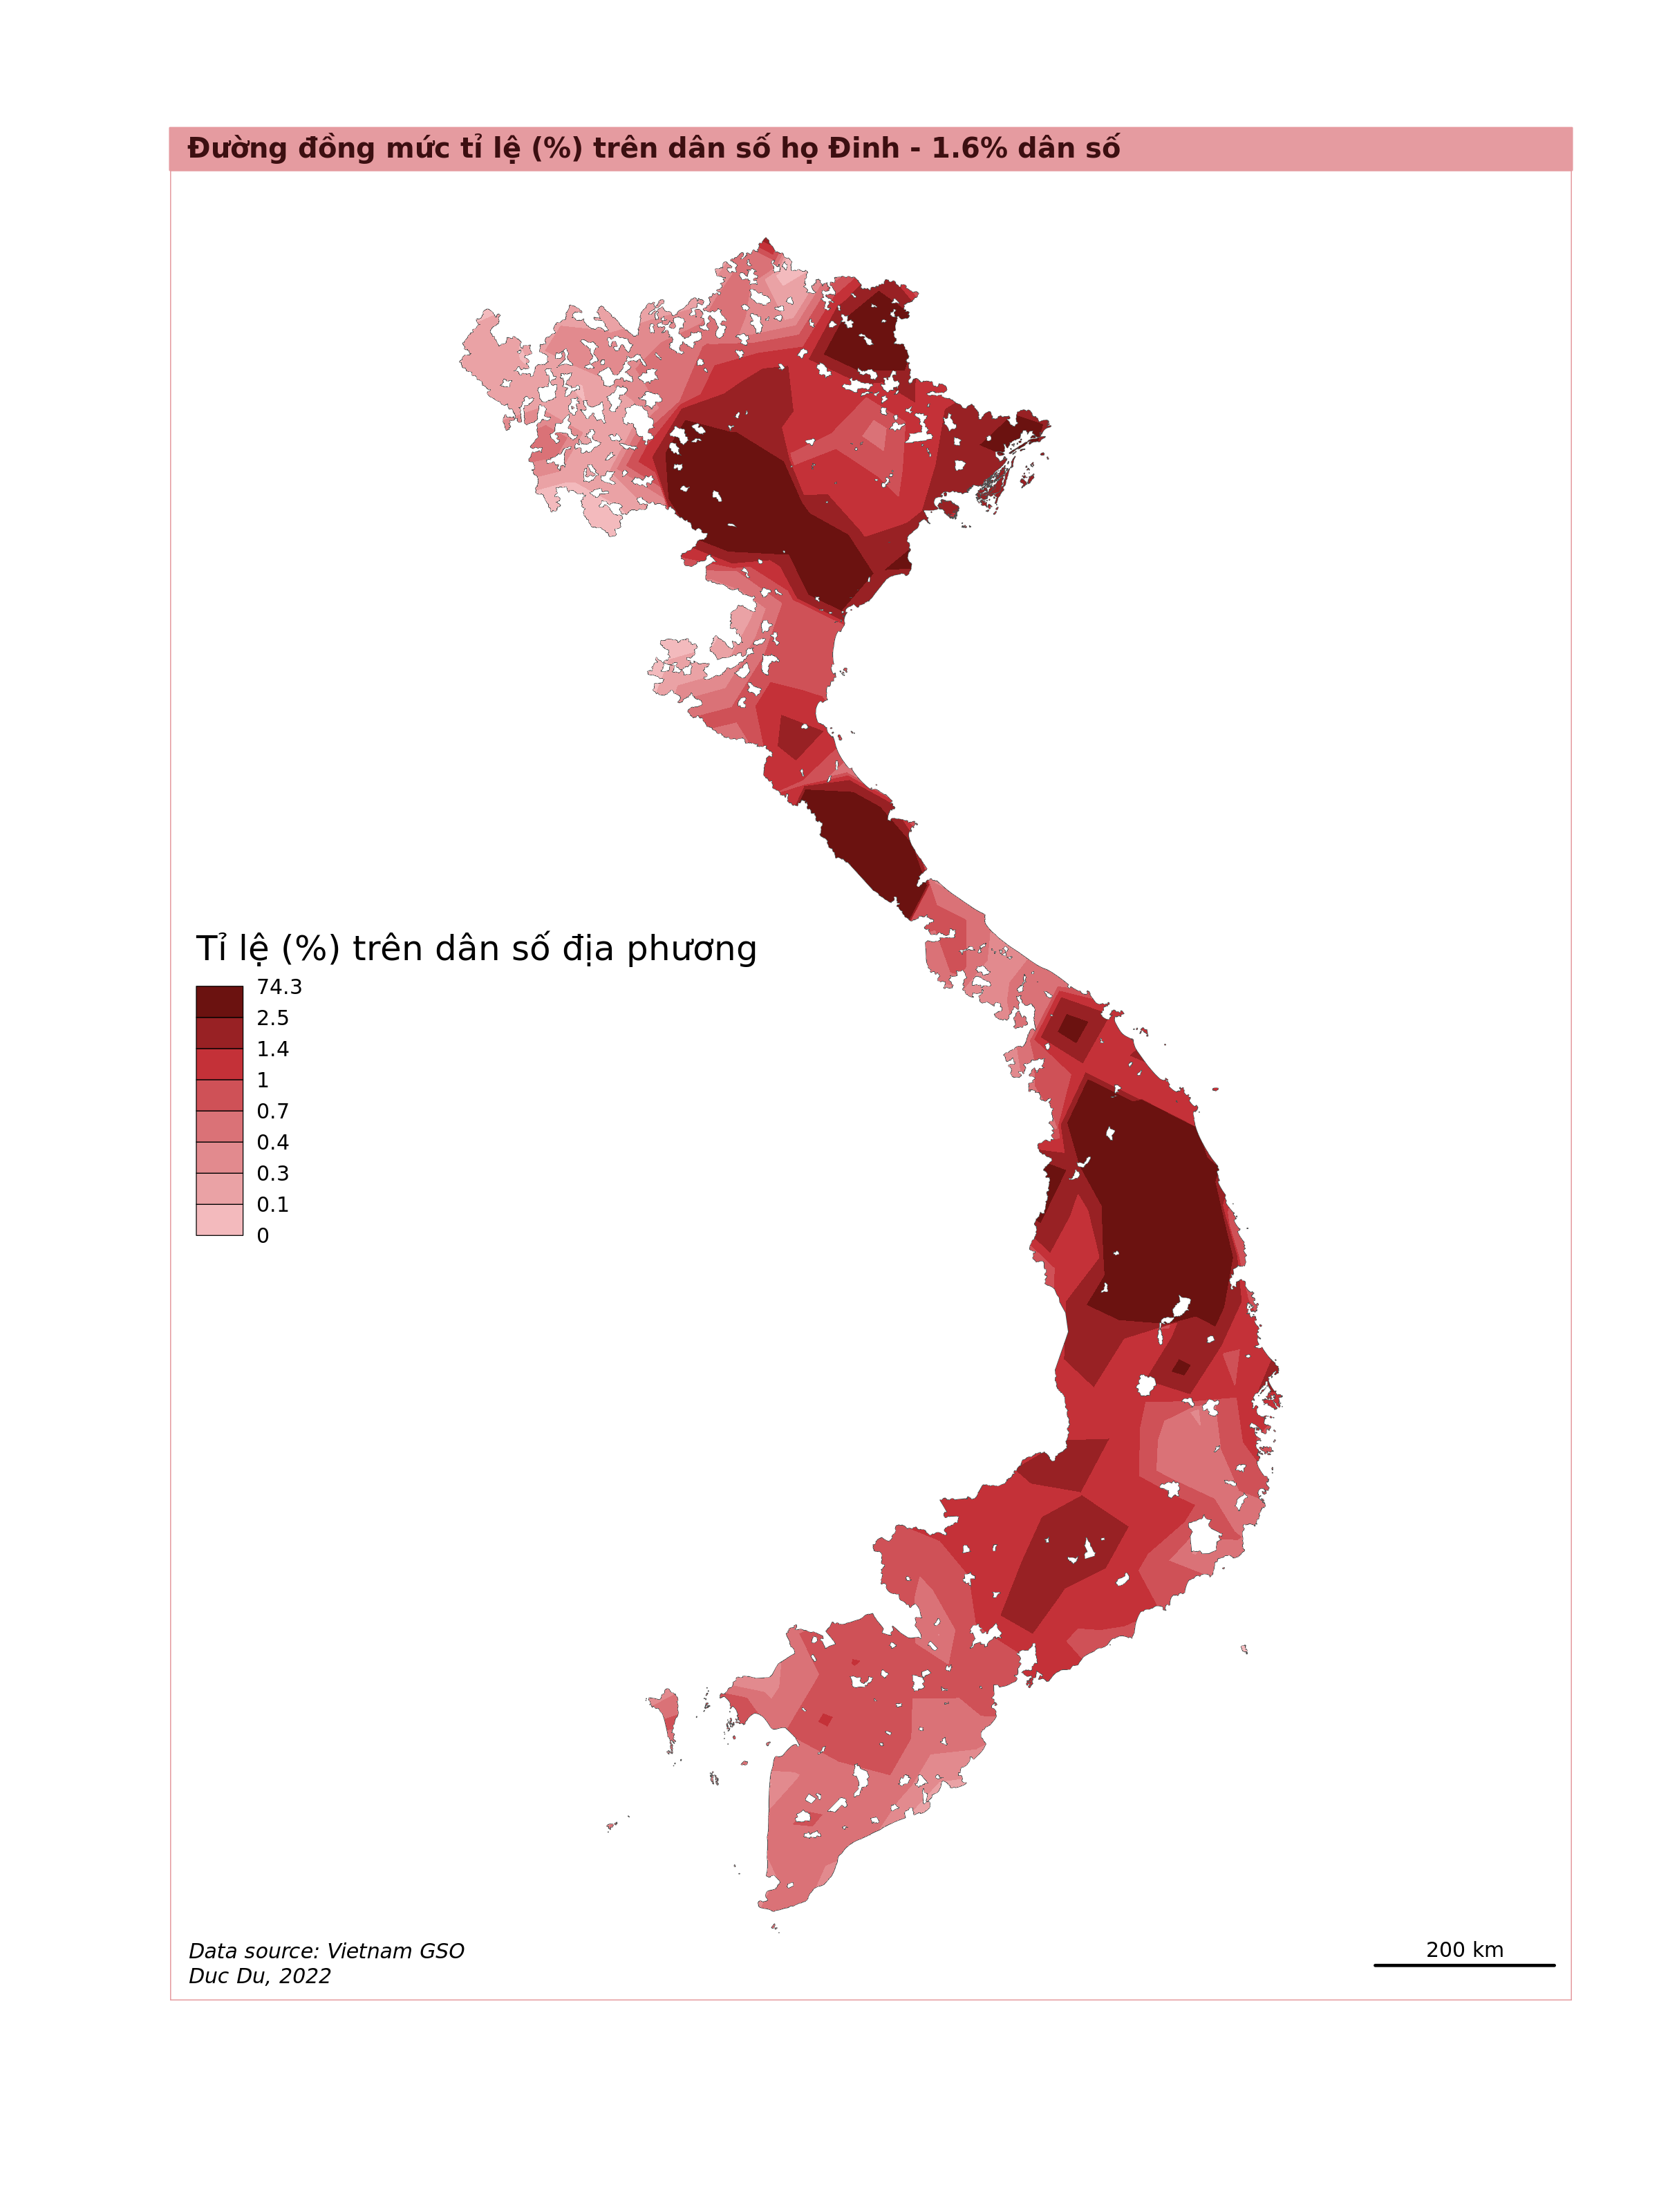 Đường đồng mức tỉ lệ (%) trên dân số họ Đinh - 1.6% dân số
Tỉ lệ (%) trên dân số địa phương
74.3
2.5
1.4
1
0.7
0.4
0.3
0.1
0
Data source: Vietnam GSO
Duc Du, 2022
200 km